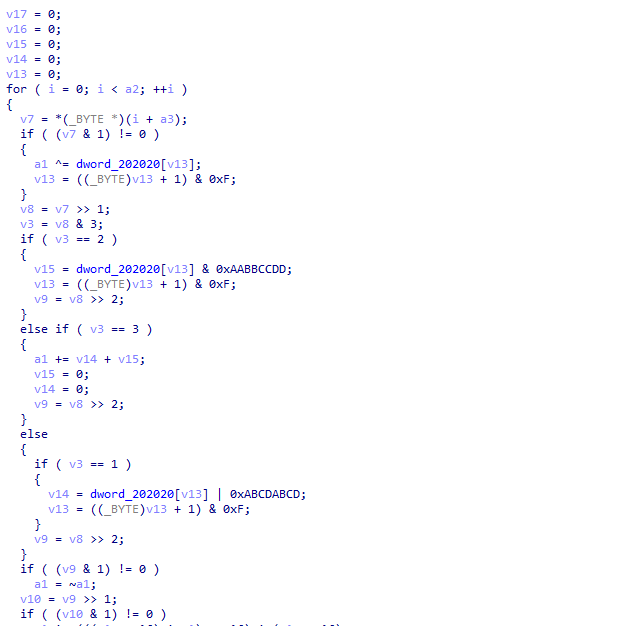 v17 = 0;
v16 = 0;
v15 = 0;
v14 = 0;
v13 = 0;
for ( i = 0; i < a2; ++i )
{
v7 = *(_BYTE *)(i + a3);
if ( (v7 & 1) != 0 )
{
a1 ^= dword_202020[v13];
v13 = ((_BYTE)v13 + 1) & 0xF;
}
v8 = v7 >> 1;
v3 = v8 & 3;
if ( v3 == 2 )
{
v15 = dword_202020[v13] & 0xAABBCCDD;
v13 = ((_BYTE)v13 + 1) & 0xF;
v9 = v8 >> 2;
}
else if ( v3 == 3 )
{
a1 += v14 + v15;
v15 = 0;
v14 = 0;
v9 = v8 >> 2;
}
else
{
if ( v3 == 1 )
{
v14 = dword_202020[v13] | 0xABCDABCD;
v13 = ((_BYTE)v13 + 1) & 0xF;
}
v9 = v8 >> 2;
}
if ( (v9 & 1) != 0 )
a1 = ~a1;
v10 = v9 >> 1;
if ( (v10 & 1) != 0 )